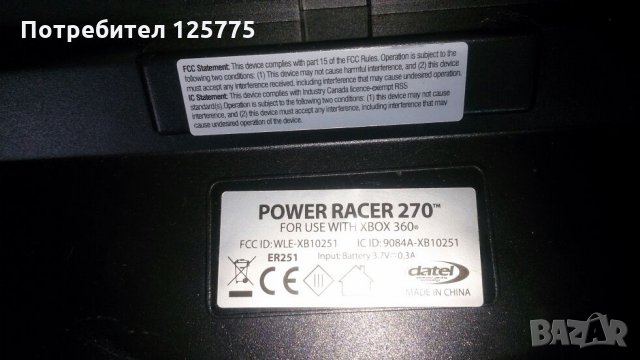 Потребител 125775
FCC Statement: This device complies with part 15 of the FCC Rules. Operation is subject to the
following two conditions: (1) This device may not cause harmful interference, and (2) this device
must accept any interference received, including interference that may cause undesired operation.
IC Statement: This device complies with Industry Canada licence-exempt RSS
standard(s). Operation is subject to the following two conditions: (1) this device may not cause
interference, and (2) this device must accept any interference, including interference that may
cause undesired operation of the device.
POWER RACER 270™
FOR USE WITH XBOX 360®
FCC ID: WLE-XB10251 IC ID: 9084A-XB10251
ER251 Input: Battery 3.7V⎓0.3A
CE
datel
MADE IN CHINA
BAZAR